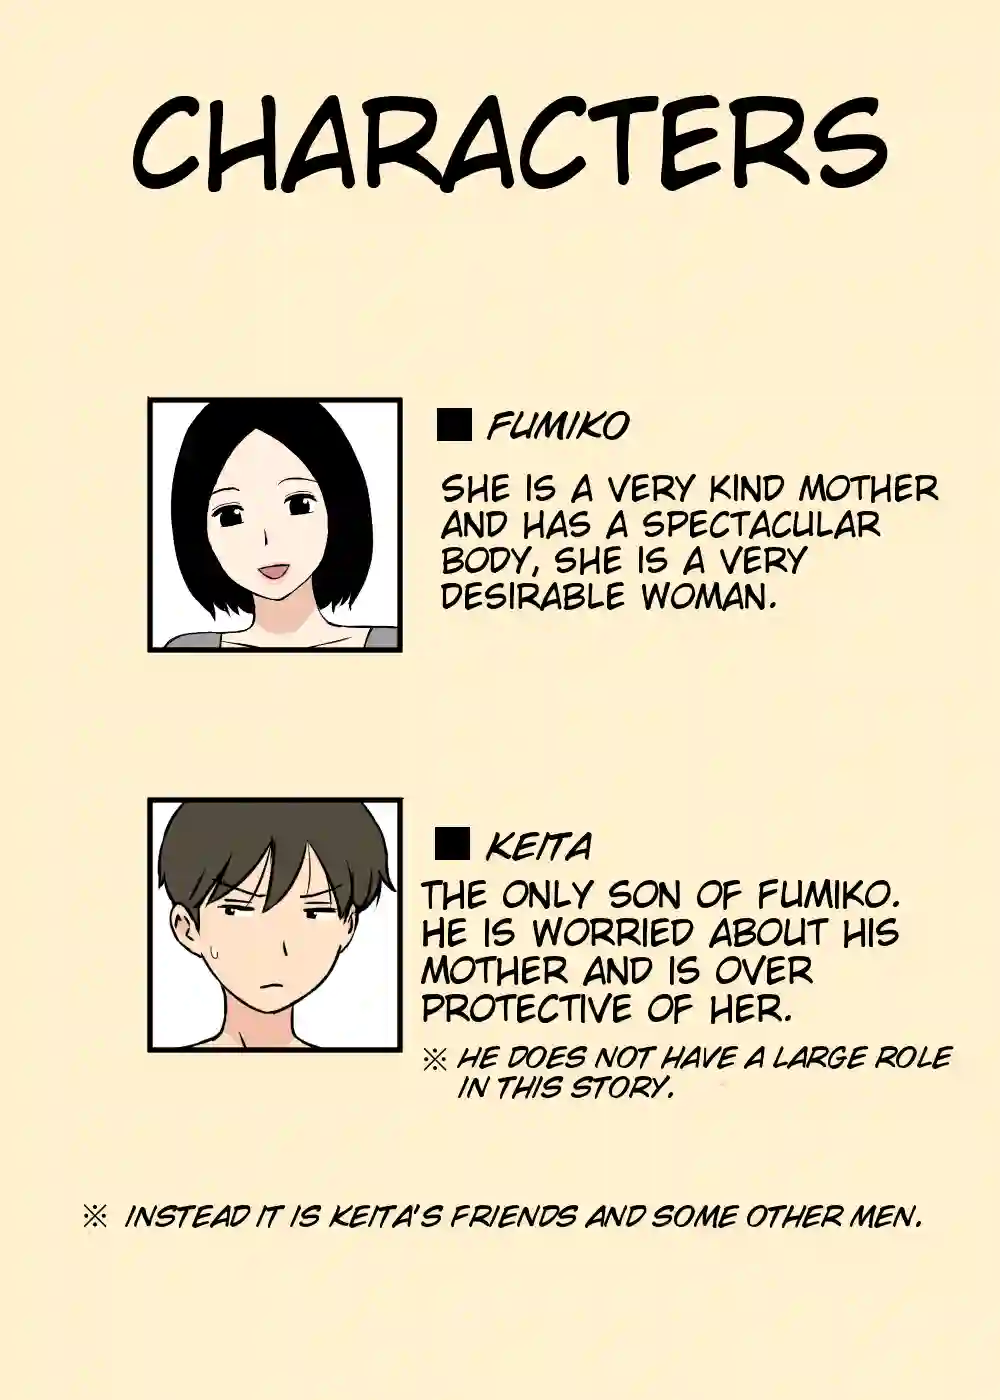 CHARACTERS
■ FUMIKO
SHE IS A VERY KIND MOTHER
AND HAS A SPECTACULAR
BODY, SHE IS A VERY
DESIRABLE WOMAN.
■ KEITA
THE ONLY SON OF FUMIKO.
HE IS WORRIED ABOUT HIS
MOTHER AND IS OVER
PROTECTIVE OF HER.
※ HE DOES NOT HAVE A LARGE ROLE
IN THIS STORY.
※ INSTEAD IT IS KEITA'S FRIENDS AND SOME OTHER MEN.